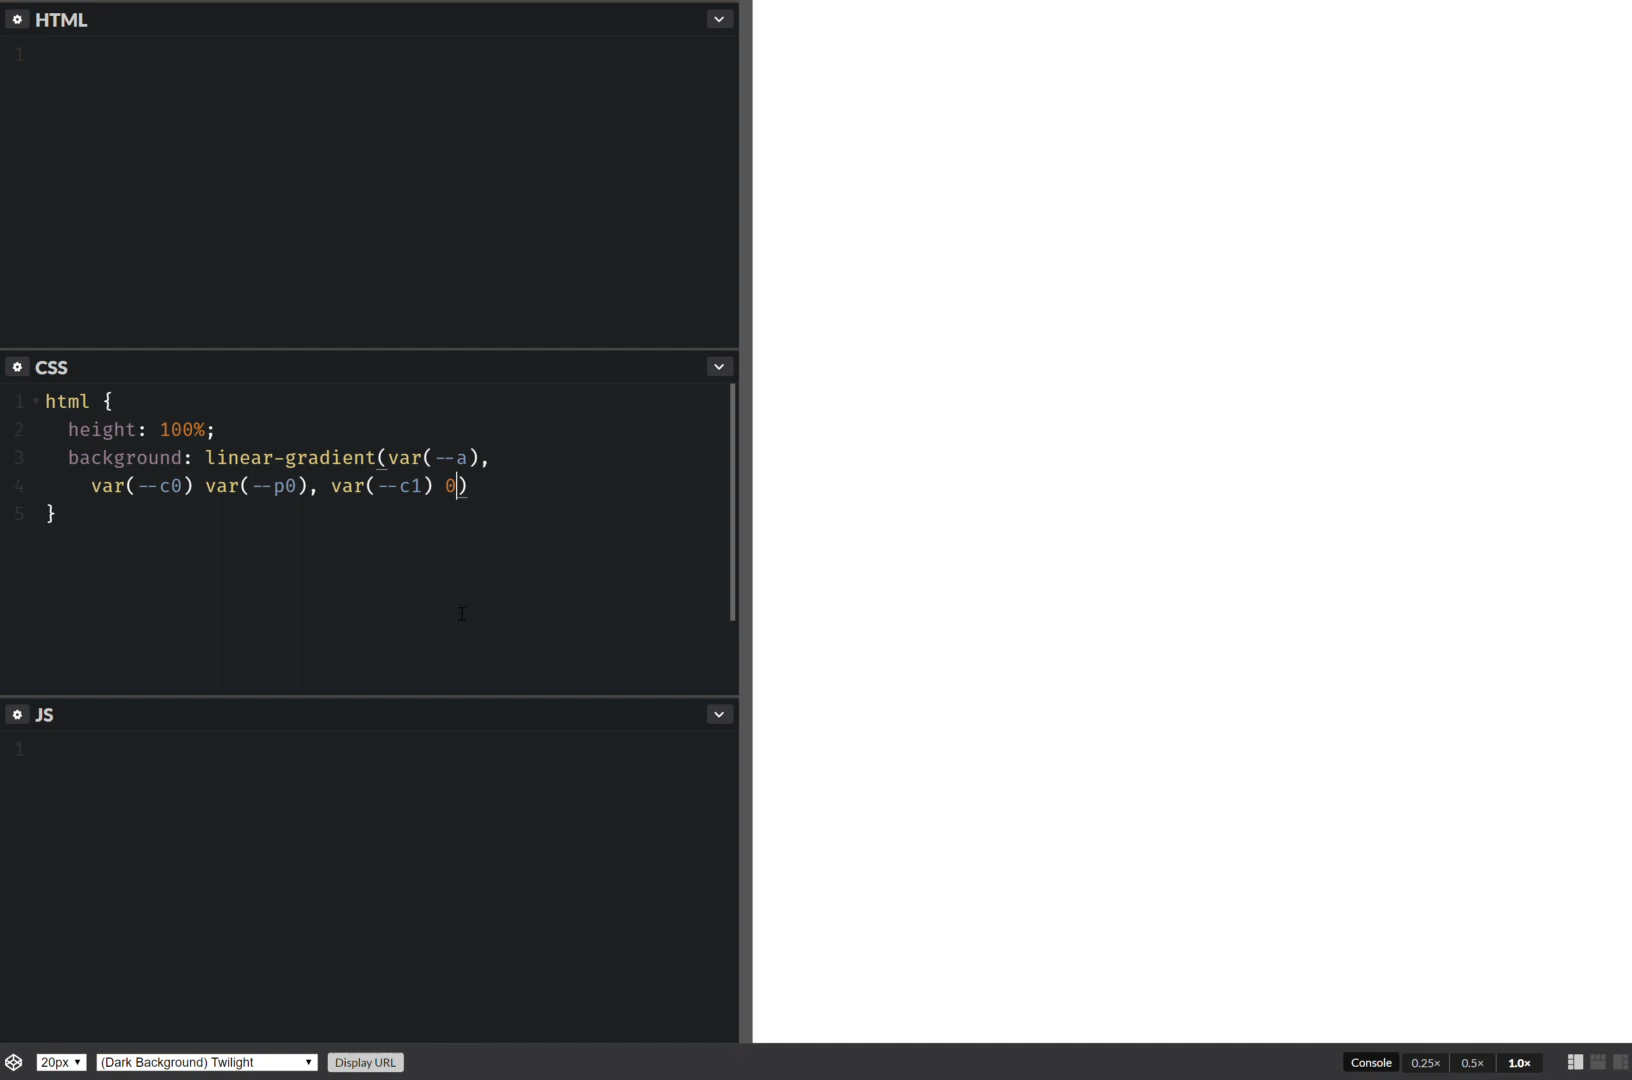 HTML
1
CSS
1 html {
2 height: 100%;
3 background: linear-gradient(var(--a),
4 var(--c0) var(--p0), var(--c1) 0)
5 }
JS
1
20px
(Dark Background) Twilight
Display URL
Console
0.25×
0.5×
1.0×